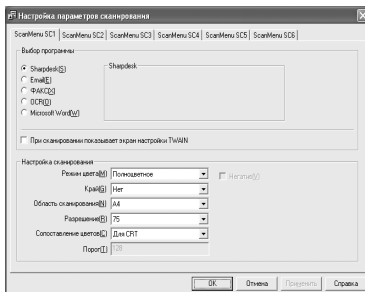 Настройка параметров сканирования
ScanMenu SC1 ScanMenu SC2 ScanMenu SC3 ScanMenu SC4 ScanMenu SC5 ScanMenu SC6
Выбор программы
Sharpdesk(S)
Sharpdesk
Email(E)
ФАКС(X)
OCR(O)
Microsoft Word(W)
При сканировании показывает экран настройки TWAIN
Настройка сканирования
Режим цвета(M) Полноцветное Негатив(V)
Край(G) Нет
Область сканирования(N) A4
Разрешение(R) 75
Сопоставление цветов(C) Для CRT
Порог(T) 128
OK Отмена Применить Справка